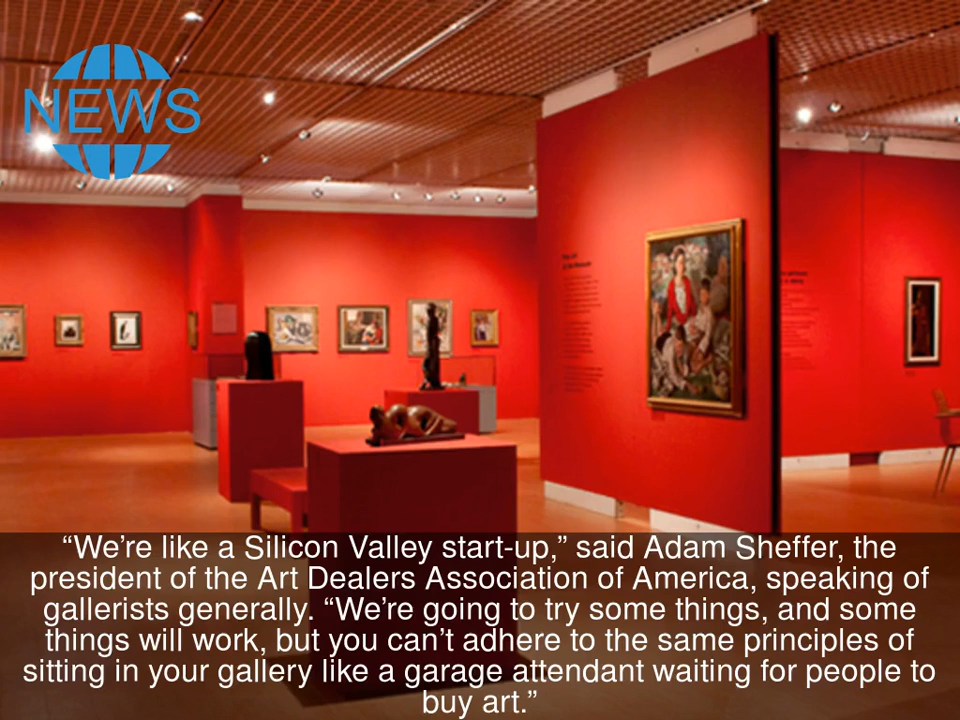 NEWS
“We’re like a Silicon Valley start-up,” said Adam Sheffer, the
president of the Art Dealers Association of America, speaking of
gallerists generally. “We’re going to try some things, and some
things will work, but you can’t adhere to the same principles of
sitting in your gallery like a garage attendant waiting for people to
buy art.”